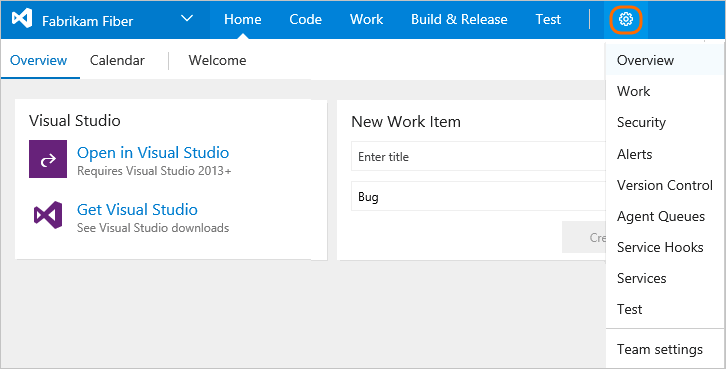 Fabrikam Fiber Home Code Work Build & Release Test
Overview Calendar Welcome
Visual Studio
Open in Visual Studio
Requires Visual Studio 2013+
Get Visual Studio
See Visual Studio downloads
New Work Item
Enter title
Bug
Cre
Overview
Work
Security
Alerts
Version Control
Agent Queues
Service Hooks
Services
Test
Team settings